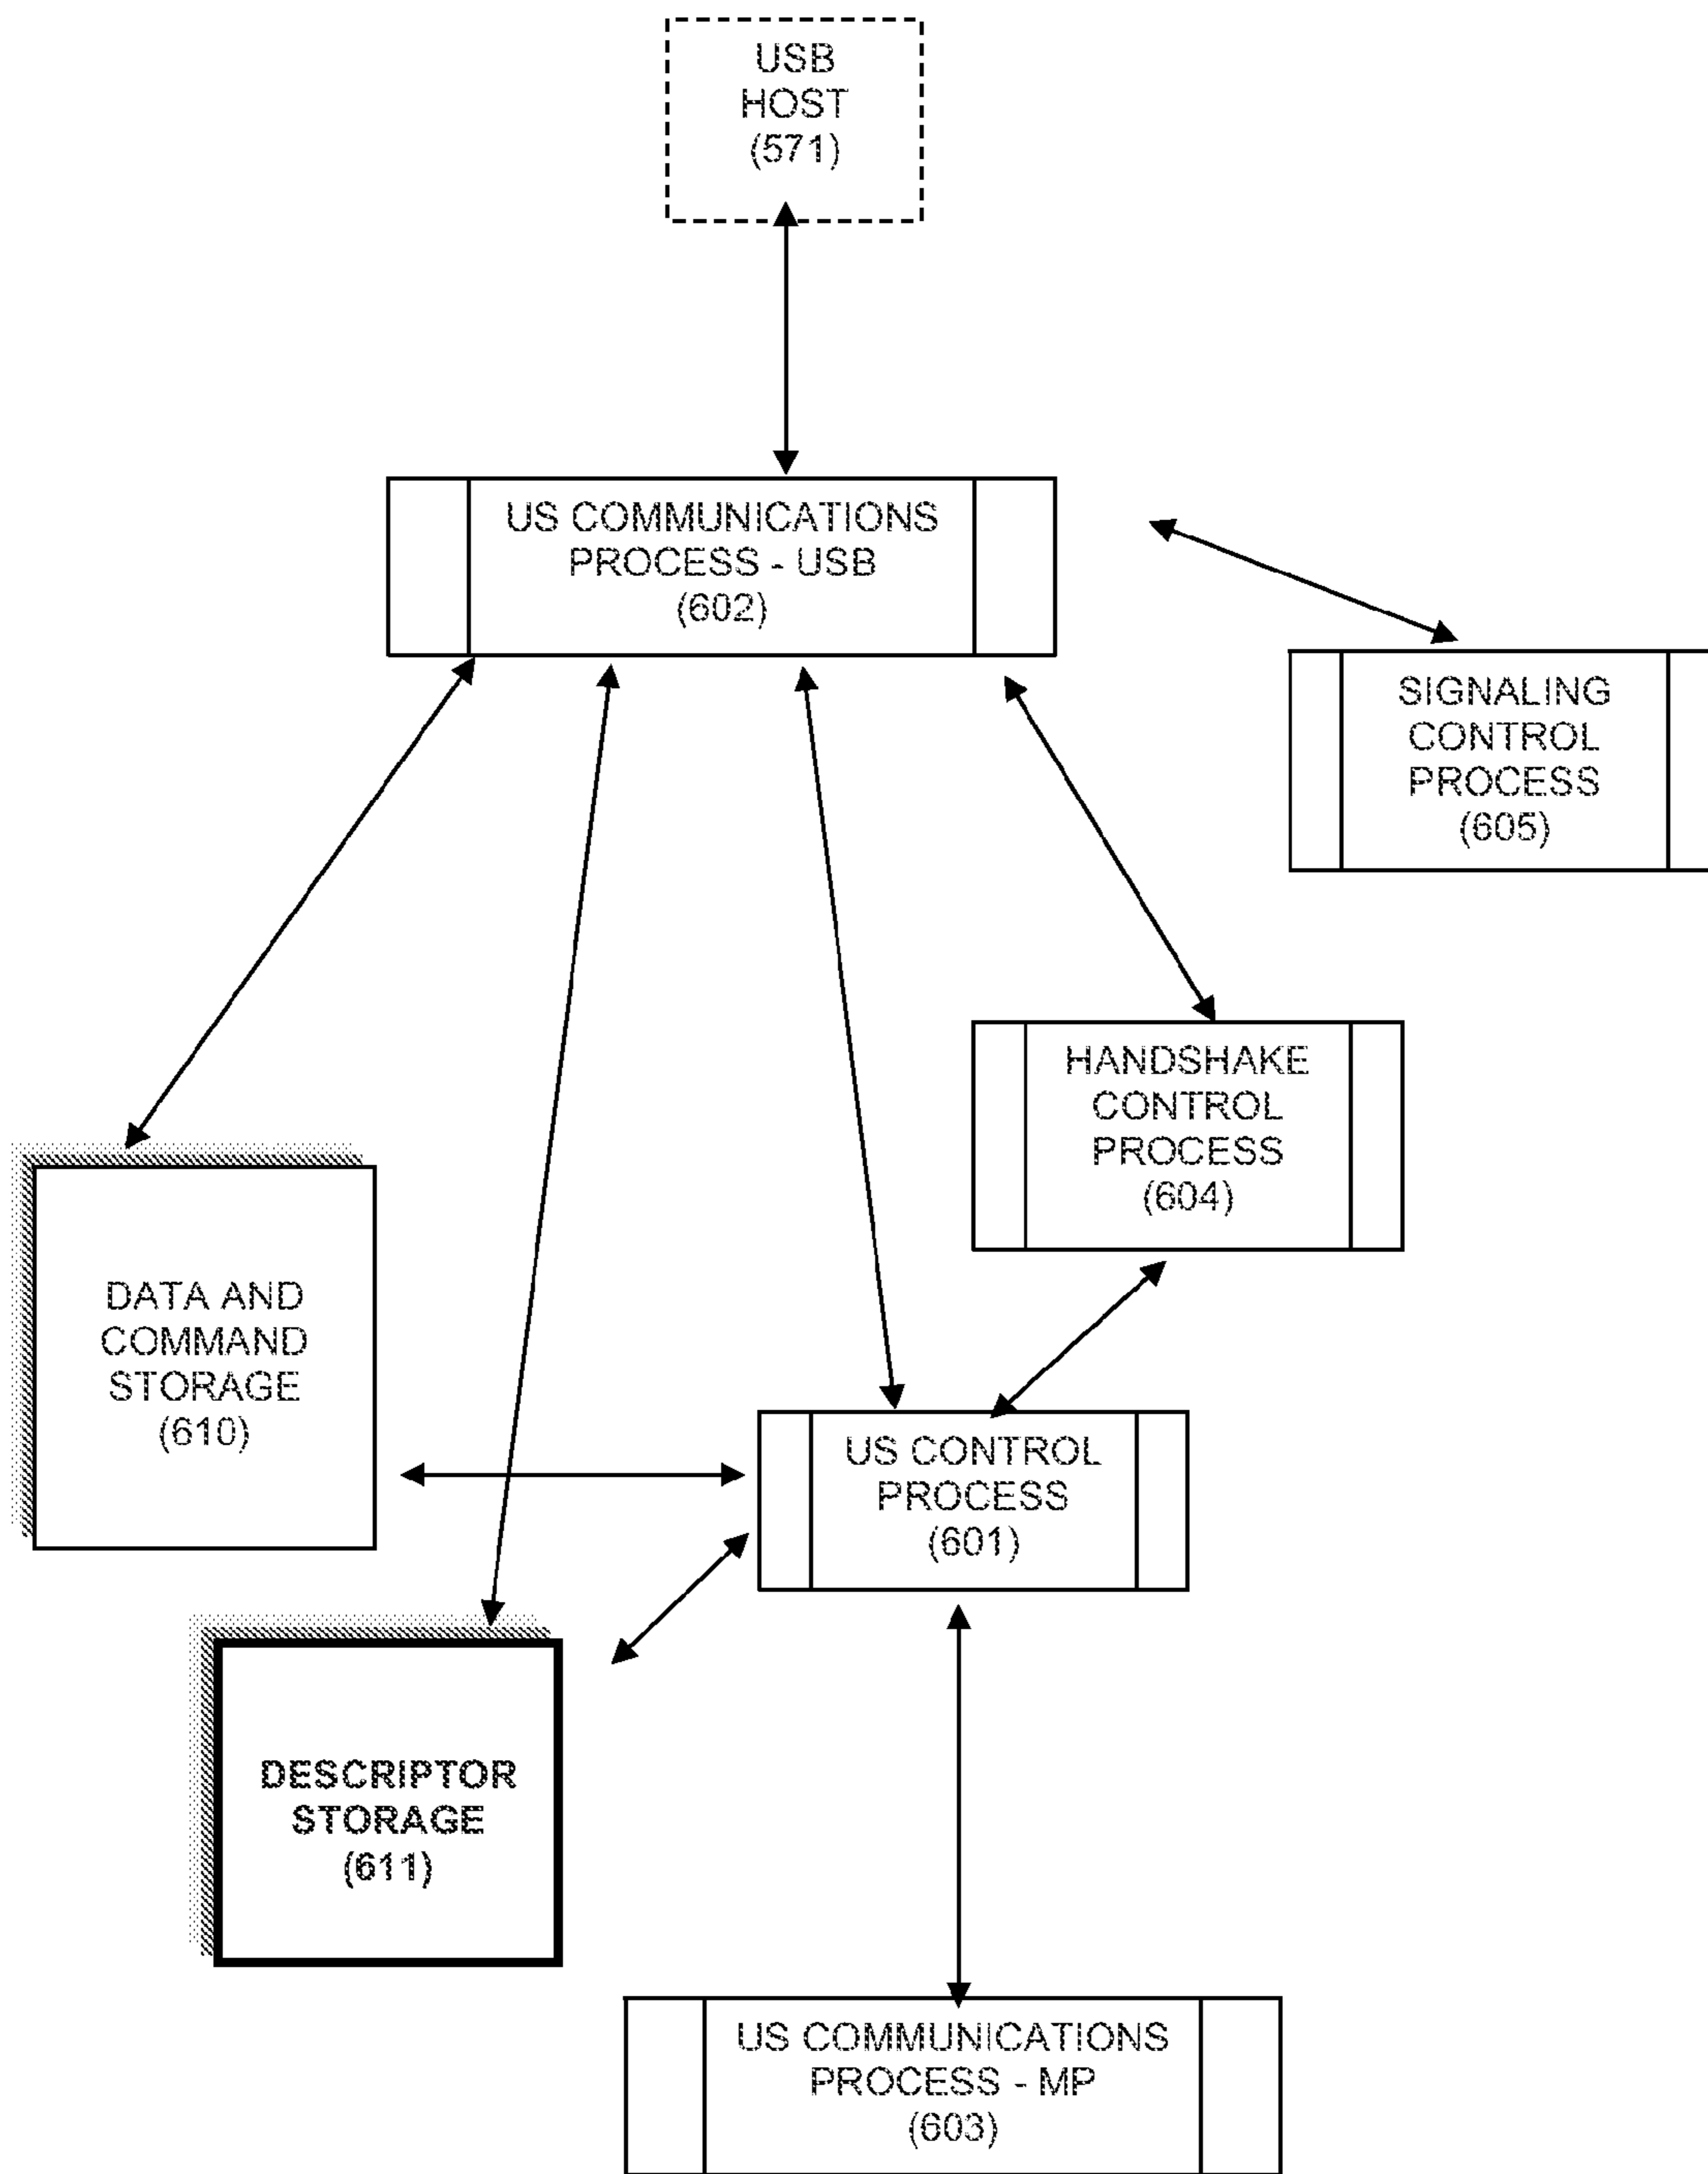 USB
HOST
(571)
US COMMUNICATIONS
PROCESS - USB
(602)
SIGNALING
CONTROL
PROCESS
(605)
HANDSHAKE
CONTROL
PROCESS
(604)
DATA AND
COMMAND
STORAGE
(610)
US CONTROL
PROCESS
(601)
DESCRIPTOR
STORAGE
(611)
US COMMUNICATIONS
PROCESS - MP
(603)